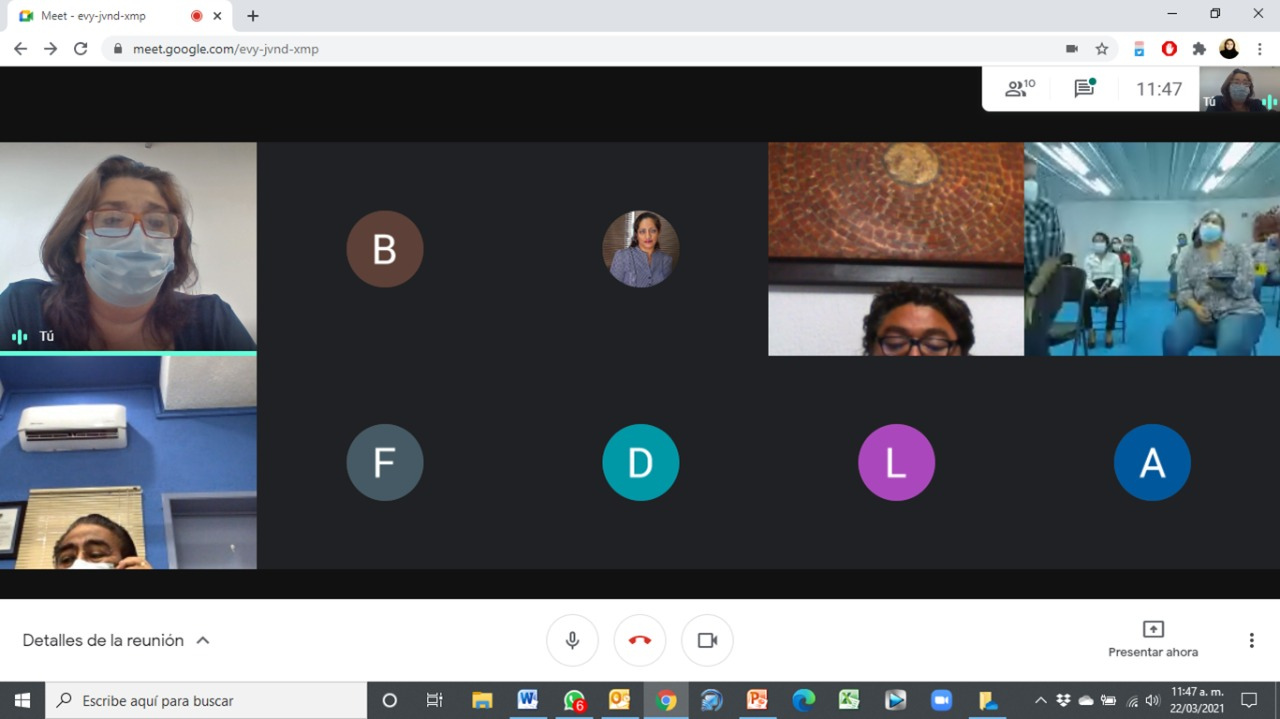 Meet - evy-jvnd-xmp
meet.google.com/evy-jvnd-xmp
10
11:47
Tú
Tú
B
F
D
L
A
Detalles de la reunión
Presentar ahora
Escribe aquí para buscar
6
11:47 a. m.
22/03/2021